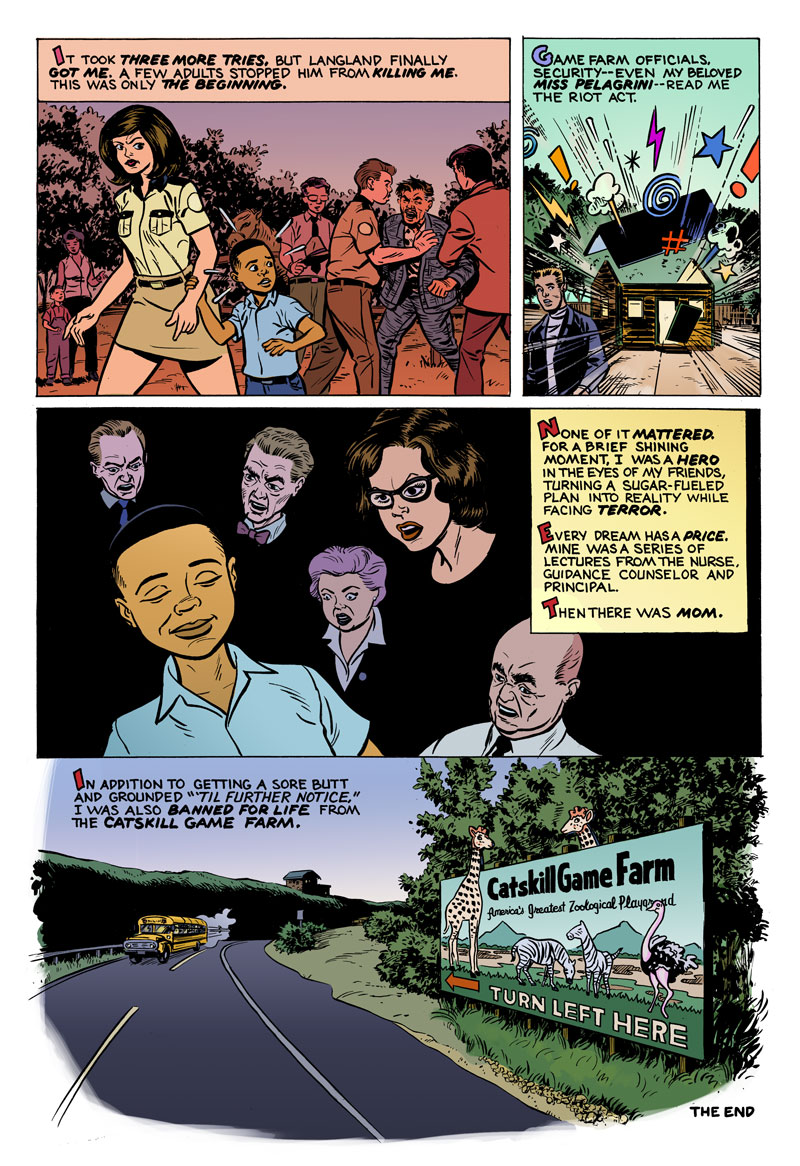 IT TOOK THREE MORE TRIES, BUT LANGLAND FINALLY
GOT ME. A FEW ADULTS STOPPED HIM FROM KILLING ME.
THIS WAS ONLY THE BEGINNING.
GAME FARM OFFICIALS,
SECURITY--EVEN MY BELOVED
MISS PELAGRINI--READ ME
THE RIOT ACT.
#
NONE OF IT MATTERED.
FOR A BRIEF SHINING
MOMENT, I WAS A HERO
IN THE EYES OF MY FRIENDS,
TURNING A SUGAR-FUELED
PLAN INTO REALITY WHILE
FACING TERROR.
EVERY DREAM HAS A PRICE.
MINE WAS A SERIES OF
LECTURES FROM THE NURSE,
GUIDANCE COUNSELOR AND
PRINCIPAL.
THEN THERE WAS MOM.
IN ADDITION TO GETTING A SORE BUTT
AND GROUNDED "'TIL FURTHER NOTICE,"
I WAS ALSO BANNED FOR LIFE FROM
THE CATSKILL GAME FARM.
Catskill Game Farm
America's Greatest Zoological Playground
TURN LEFT HERE
THE END